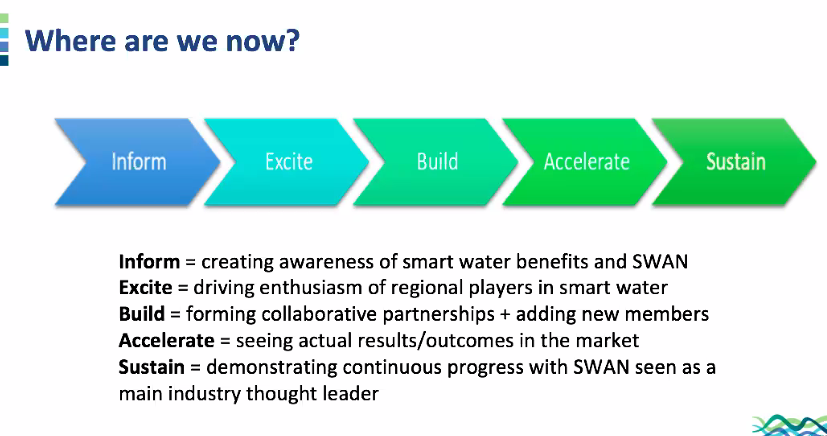 Where are we now?
Inform
Excite
Build
Accelerate
Sustain
Inform = creating awareness of smart water benefits and SWAN
Excite = driving enthusiasm of regional players in smart water
Build = forming collaborative partnerships + adding new members
Accelerate = seeing actual results/outcomes in the market
Sustain = demonstrating continuous progress with SWAN seen as a
main industry thought leader